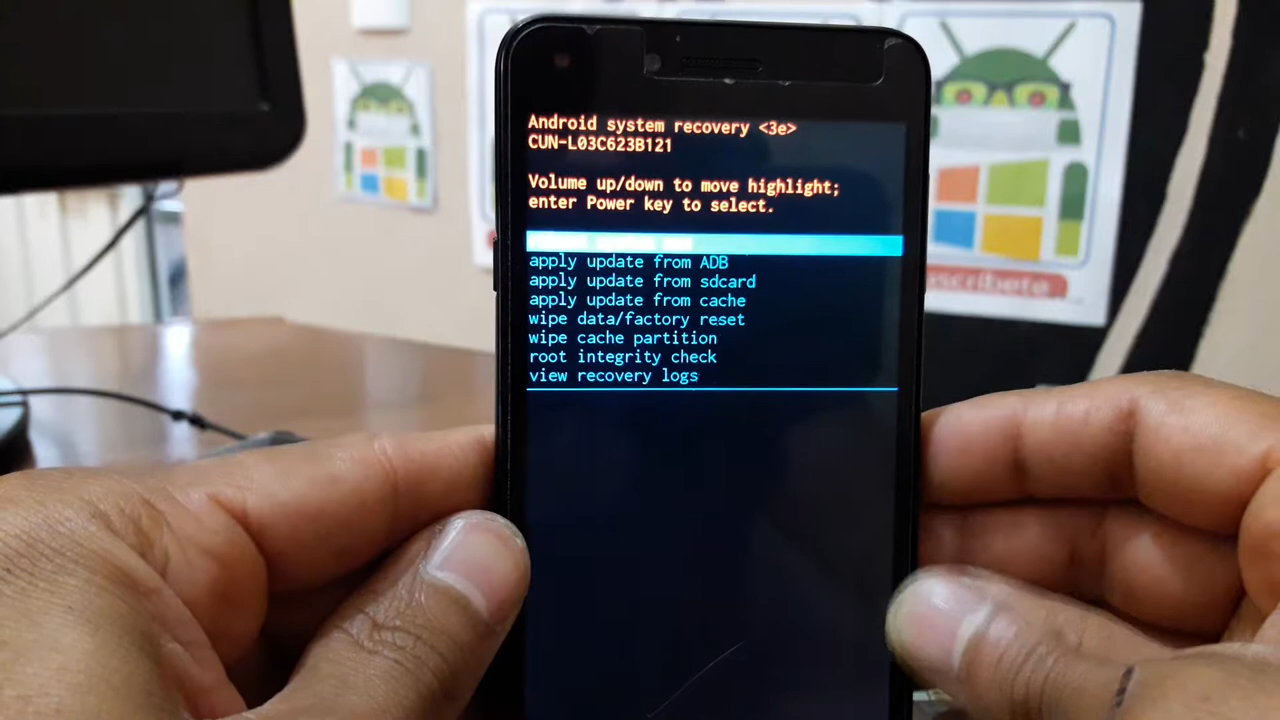 Android system recovery <3e>
CUN-L03C623B121
Volume up/down to move highlight;
enter Power key to select.
apply update from ADB
apply update from sdcard
apply update from cache
wipe data/factory reset
wipe cache partition
root integrity check
view recovery logs